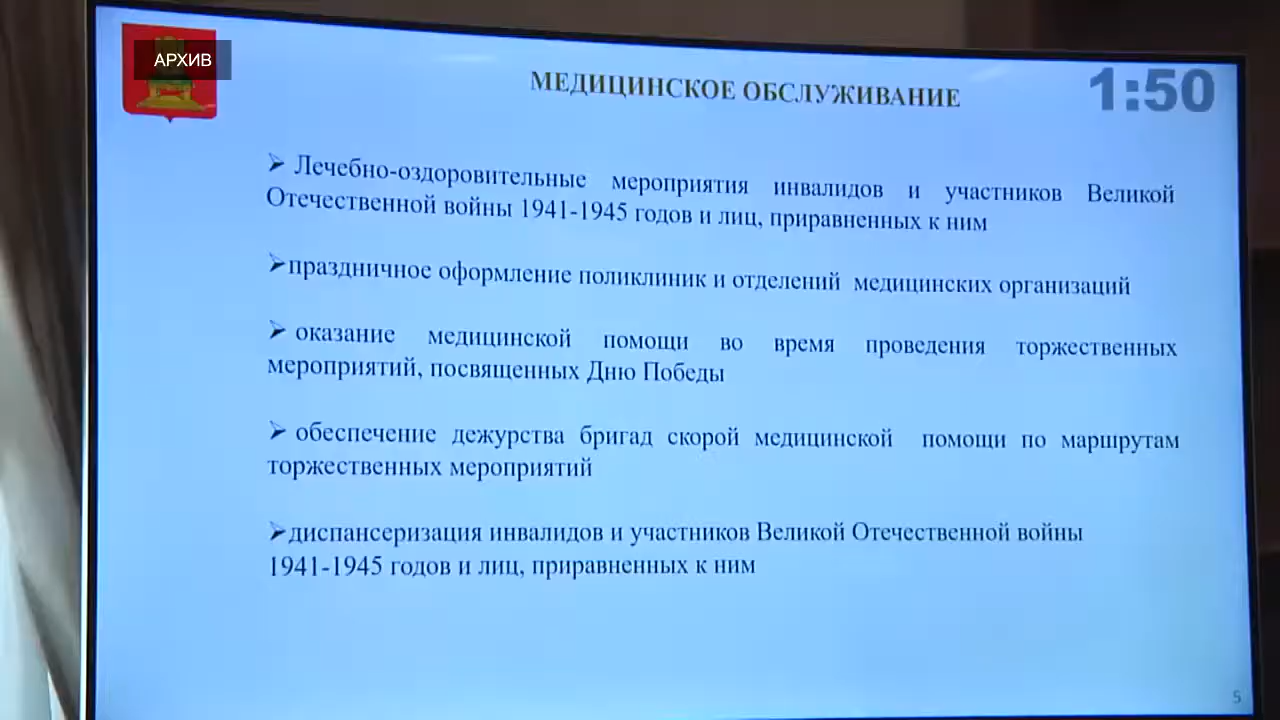 АРХИВ
МЕДИЦИНСКОЕ ОБСЛУЖИВАНИЕ
1:50
➢ Лечебно-оздоровительные мероприятия инвалидов и участников Великой
Отечественной войны 1941-1945 годов и лиц, приравненных к ним
➢праздничное оформление поликлиник и отделений медицинских организаций
➢ оказание медицинской помощи во время проведения торжественных
мероприятий, посвященных Дню Победы
➢ обеспечение дежурства бригад скорой медицинской помощи по маршрутам
торжественных мероприятий
➢диспансеризация инвалидов и участников Великой Отечественной войны
1941-1945 годов и лиц, приравненных к ним
5